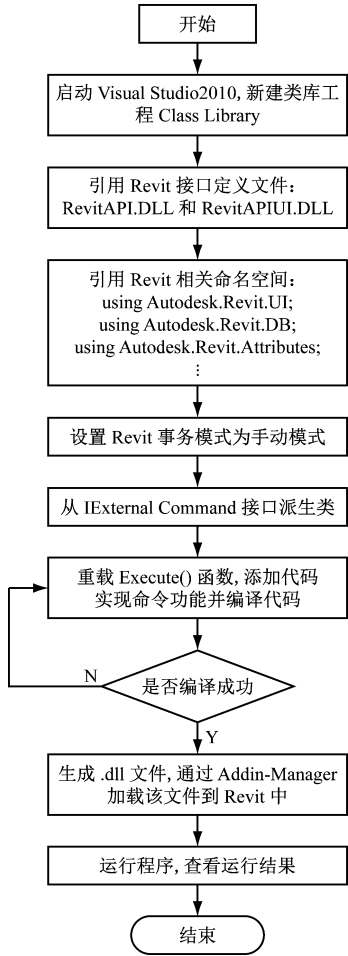 开始
启动 Visual Studio2010, 新建类库工
程 Class Library
引用 Revit 接口定义文件:
RevitAPI.DLL 和 RevitAPIUI.DLL
引用 Revit 相关命名空间:
using Autodesk.Revit.UI;
using Autodesk.Revit.DB;
using Autodesk.Revit.Attributes;
⋮
设置 Revit 事务模式为手动模式
从 IExternal Command 接口派生类
重载 Execute() 函数, 添加代码
实现命令功能并编译代码
N
是否编译成功
Y
生成 .dll 文件, 通过 Addin-Manager
加载该文件到 Revit 中
运行程序, 查看运行结果
结束